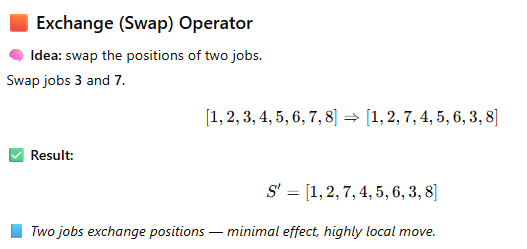 Exchange (Swap) Operator
Idea: swap the positions of two jobs.
Swap jobs 3 and 7.
[1, 2, 3, 4, 5, 6, 7, 8] ⇒ [1, 2, 7, 4, 5, 6, 3, 8]
Result:
S′ = [1, 2, 7, 4, 5, 6, 3, 8]
Two jobs exchange positions — minimal effect, highly local move.